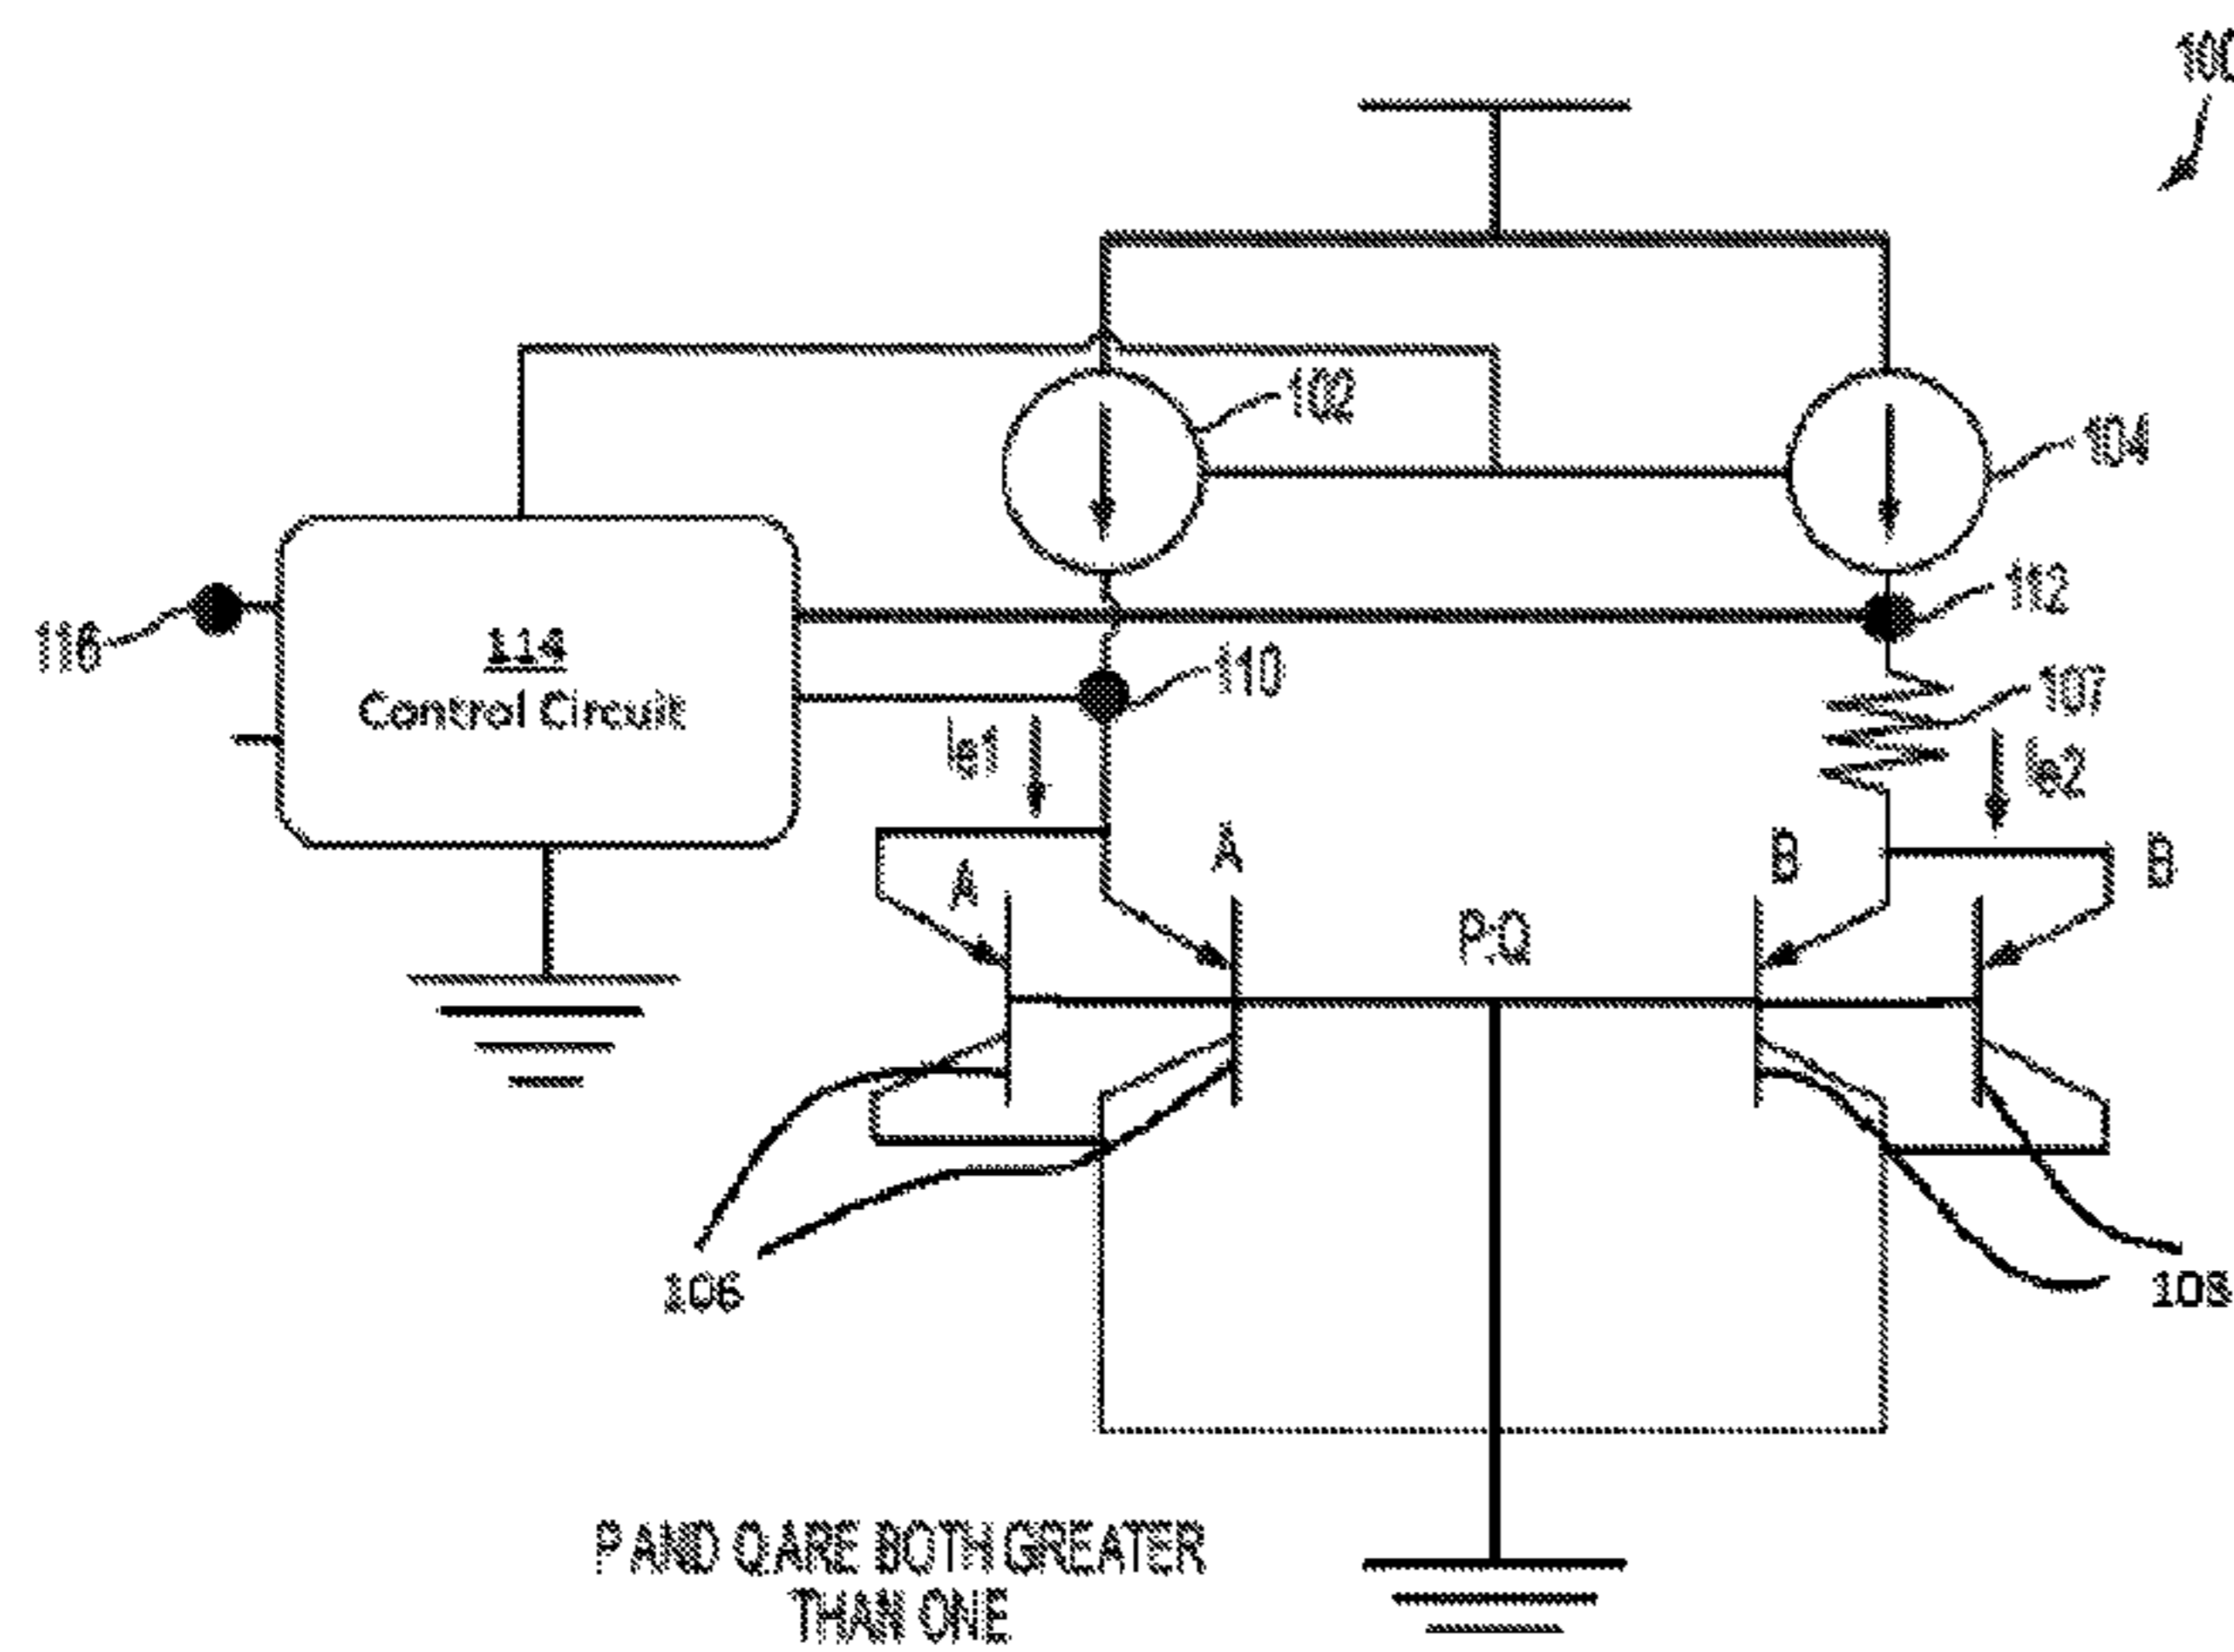 100
102
104
116
112
114
Control Circuit
110
107
Ie1
Ie2
A
A
B
B
P:Q
106
108
P AND Q ARE BOTH GREATER
THAN ONE